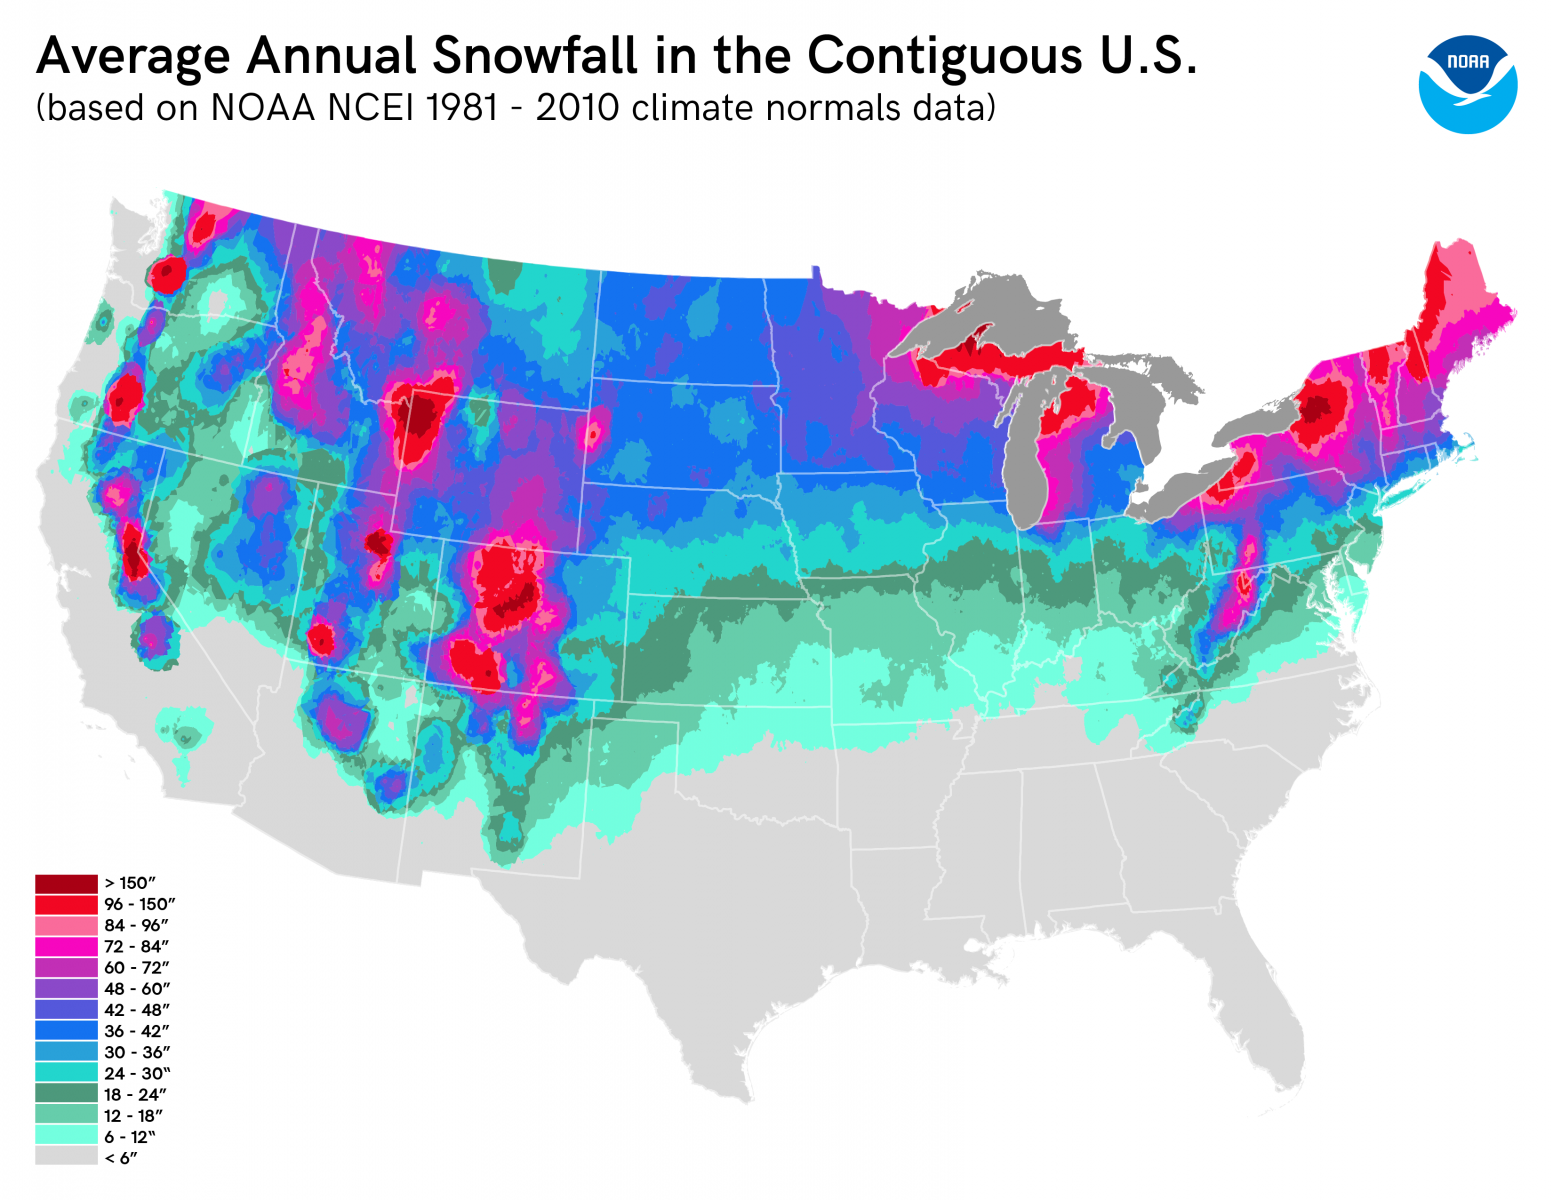 Average Annual Snowfall in the Contiguous U.S.
(based on NOAA NCEI 1981 - 2010 climate normals data)
NOAA
> 150”
96 - 150”
84 - 96”
72 - 84”
60 - 72”
48 - 60”
42 - 48”
36 - 42”
30 - 36”
24 - 30“
18 - 24”
12 - 18”
6 - 12“
< 6”